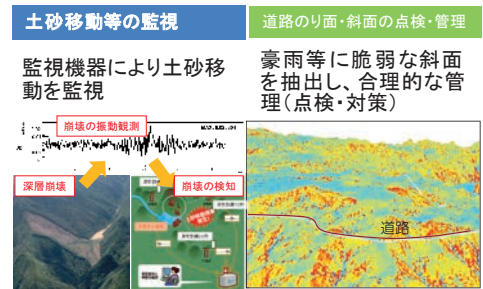 土砂移動等の監視
監視機器により土砂移
動を監視
崩壊の振動観測
深層崩壊
崩壊の検知
道路のり面・斜面の点検・管理
豪雨等に脆弱な斜面
を抽出し、合理的な管
理(点検・対策)
道路